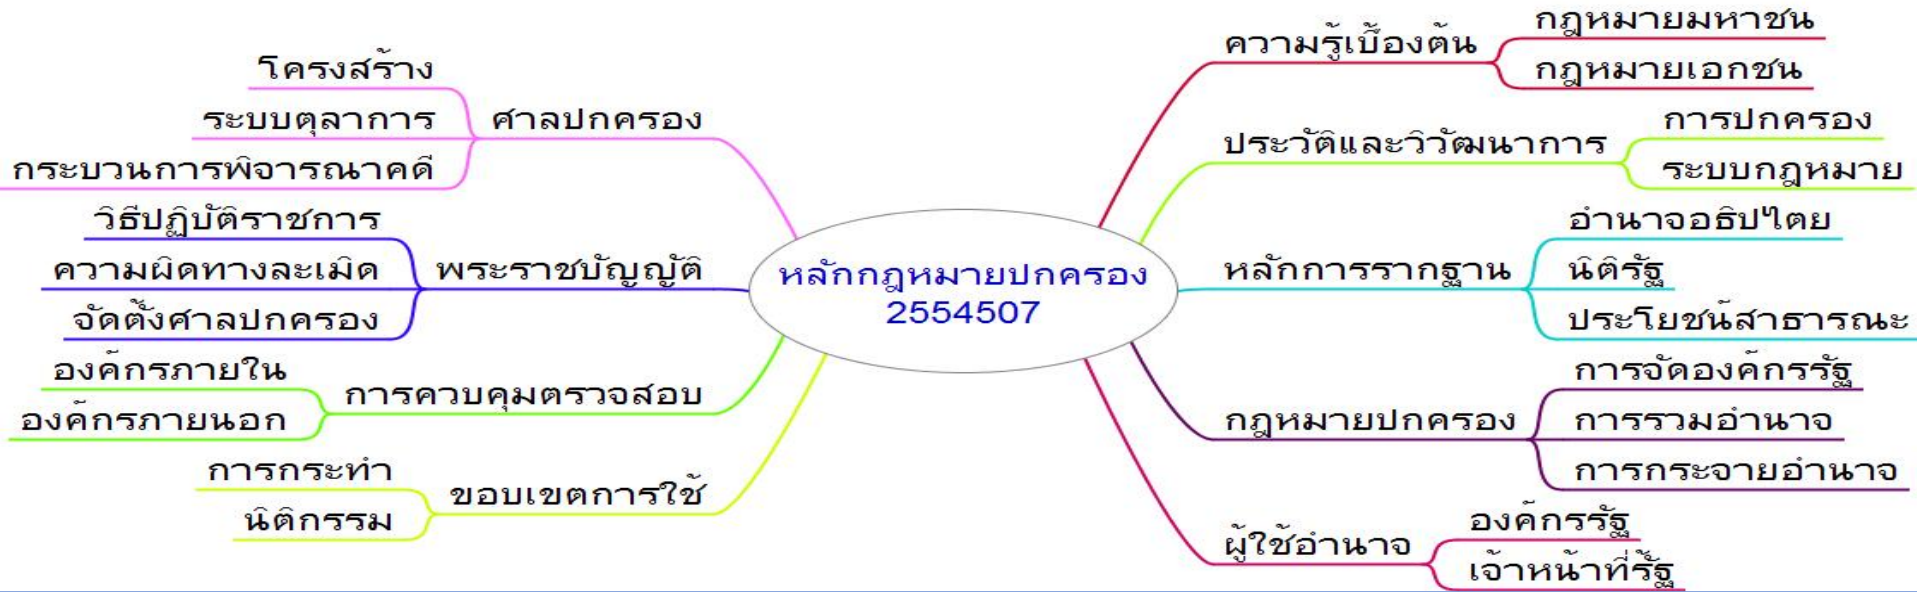 หลักกฎหมายปกครอง
2554507
ความรู้เบื้องต้น
กฎหมายมหาชน
กฎหมายเอกชน
ประวัติและวิวัฒนาการ
การปกครอง
ระบบกฎหมาย
หลักการรากฐาน
อำนาจอธิปไตย
นิติรัฐ
ประโยชน์สาธารณะ
กฎหมายปกครอง
การจัดองค์กรรัฐ
การรวมอำนาจ
การกระจายอำนาจ
ผู้ใช้อำนาจ
องค์กรรัฐ
เจ้าหน้าที่รัฐ
ศาลปกครอง
โครงสร้าง
ระบบตุลาการ
กระบวนการพิจารณาคดี
พระราชบัญญัติ
วิธีปฏิบัติราชการ
ความผิดทางละเมิด
จัดตั้งศาลปกครอง
การควบคุมตรวจสอบ
องค์กรภายใน
องค์กรภายนอก
ขอบเขตการใช้
การกระทำ
นิติกรรม